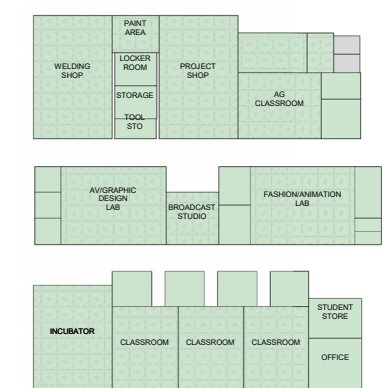 PAINT
AREA
WELDING
SHOP
LOCKER
ROOM
PROJECT
SHOP
STORAGE
AG
CLASSROOM
TOOL
STO
AV/GRAPHIC
DESIGN
LAB
BROADCAST
STUDIO
FASHION/ANIMATION
LAB
STUDENT
STORE
INCUBATOR
CLASSROOM
CLASSROOM
CLASSROOM
OFFICE